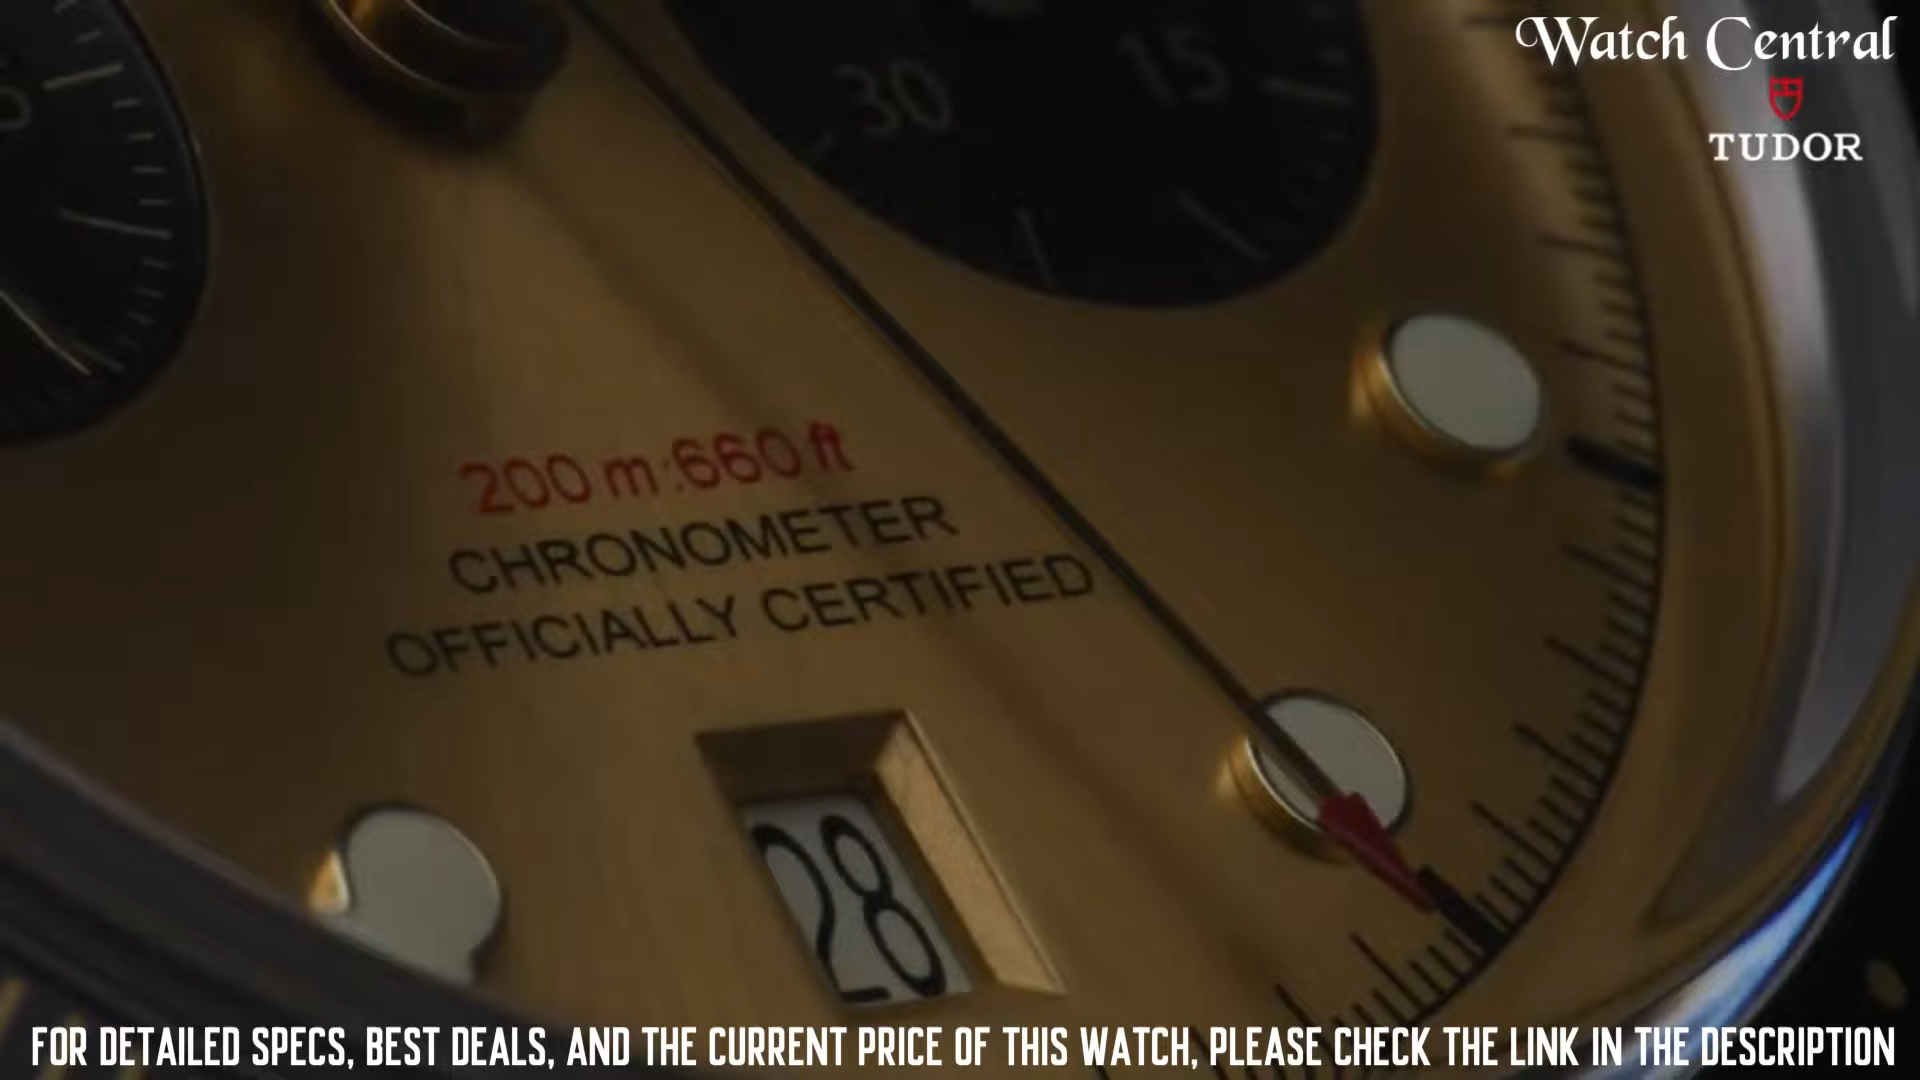 Watch Central
TUDOR
30
15
200 m:660 ft
CHRONOMETER
OFFICIALLY CERTIFIED
28
FOR DETAILED SPECS, BEST DEALS, AND THE CURRENT PRICE OF THIS WATCH, PLEASE CHECK THE LINK IN THE DESCRIPTION